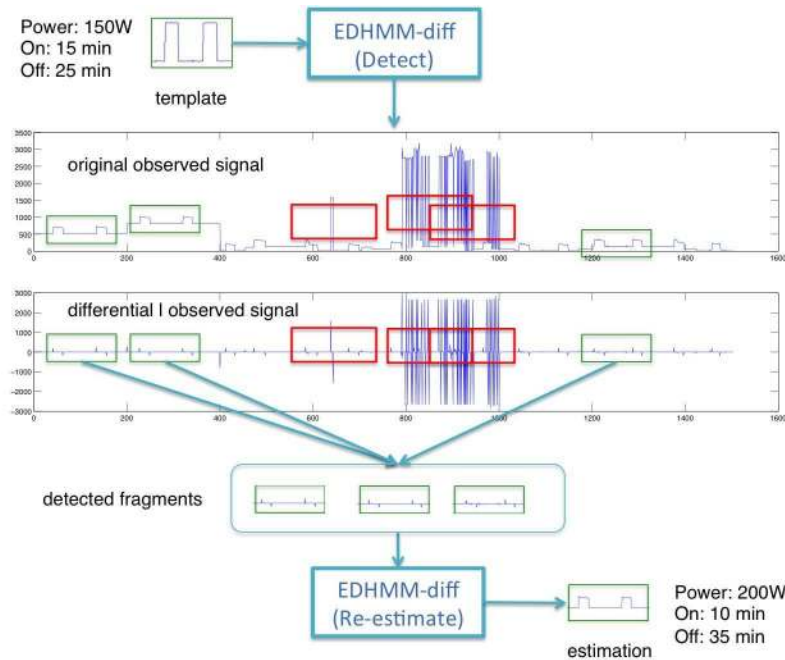 Power: 150W
On: 15 min
Off: 25 min
template
EDHMM-diff
(Detect)
original observed signal
3500
3000
2500
2000
1500
1000
500
0
0 200 400 600 800 1000 1200 1400 1600
differential l observed signal
3000
2000
1000
0
-1000
-2000
-3000
0 200 400 600 800 1000 1200 1400 1600
detected fragments
EDHMM-diff
(Re-estimate)
estimation
Power: 200W
On: 10 min
Off: 35 min